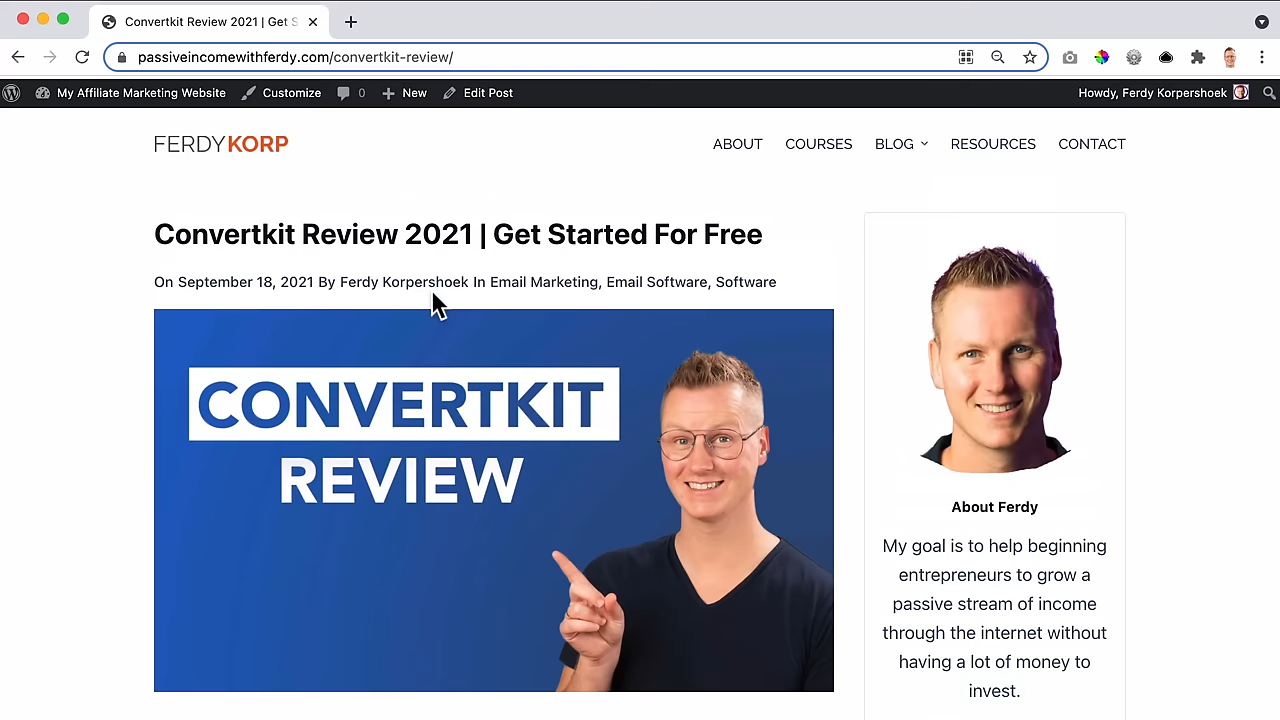 Convertkit Review 2021 | Get S
passiveincomewithferdy.com/convertkit-review/
My Affiliate Marketing Website Customize 0 New Edit Post Howdy, Ferdy Korpershoek
FERDYKORP
ABOUT COURSES BLOG RESOURCES CONTACT
Convertkit Review 2021 | Get Started For Free
On September 18, 2021 By Ferdy Korpershoek In Email Marketing, Email Software, Software
CONVERTKIT
REVIEW
About Ferdy
My goal is to help beginning
entrepreneurs to grow a
passive stream of income
through the internet without
having a lot of money to
invest.